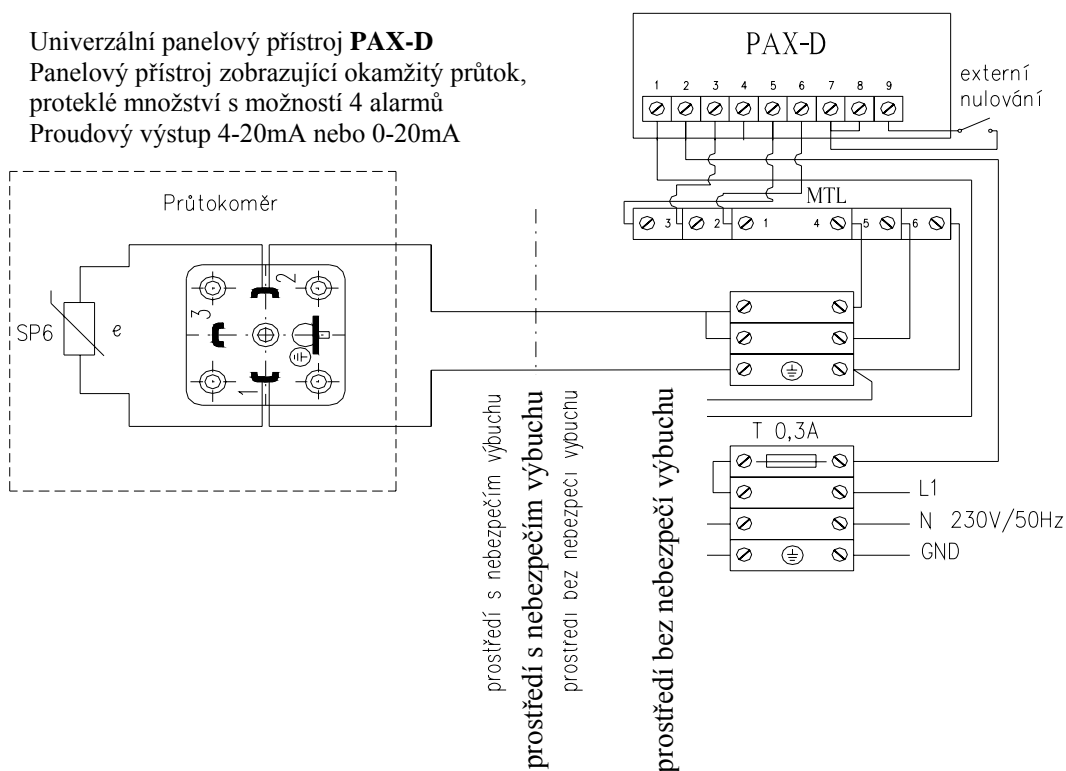 Univerzální panelový přístroj PAX-D
Panelový přístroj zobrazující okamžitý průtok,
proteklé množství s možností 4 alarmů
Proudový výstup 4-20mA nebo 0-20mA
PAX-D
1 2 3 4 5 6 7 8 9
externí
nulování
MTL
3 2 1 4 5 6
Průtokoměr
SP6
e
2
3
1
T 0,3A
L1
N 230V/50Hz
GND
prostředí s nebezpečím výbuchu
prostředí s nebezpečím výbuchu
prostředí bez nebezpečí výbuchu
prostředí bez nebezpečí výbuchu